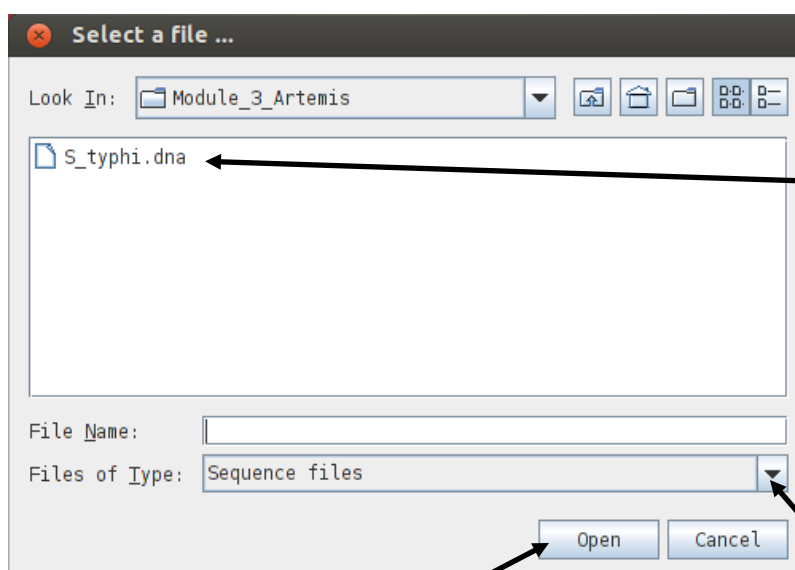 Select a file ...
Look In: Module_3_Artemis
S_typhi.dna
File Name:
Files of Type: Sequence files
Open Cancel